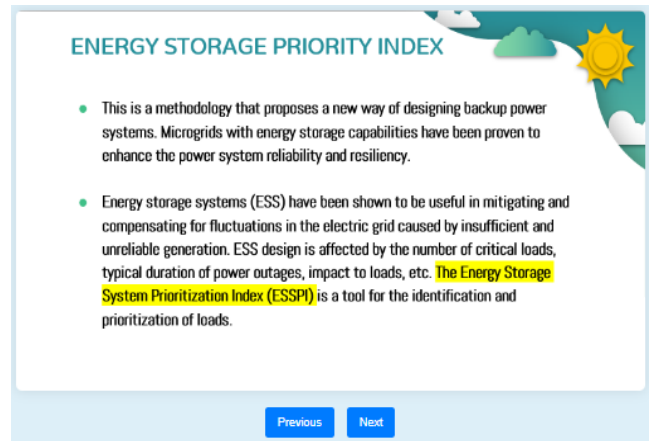 ENERGY STORAGE PRIORITY INDEX
This is a methodology that proposes a new way of designing backup power
systems. Microgrids with energy storage capabilities have been proven to
enhance the power system reliability and resiliency.
Energy storage systems (ESS) have been shown to be useful in mitigating and
compensating for fluctuations in the electric grid caused by insufficient and
unreliable generation. ESS design is affected by the number of critical loads,
typical duration of power outages, impact to loads, etc. The Energy Storage
System Prioritization Index (ESSPI) is a tool for the identification and
prioritization of loads.
Previous
Next